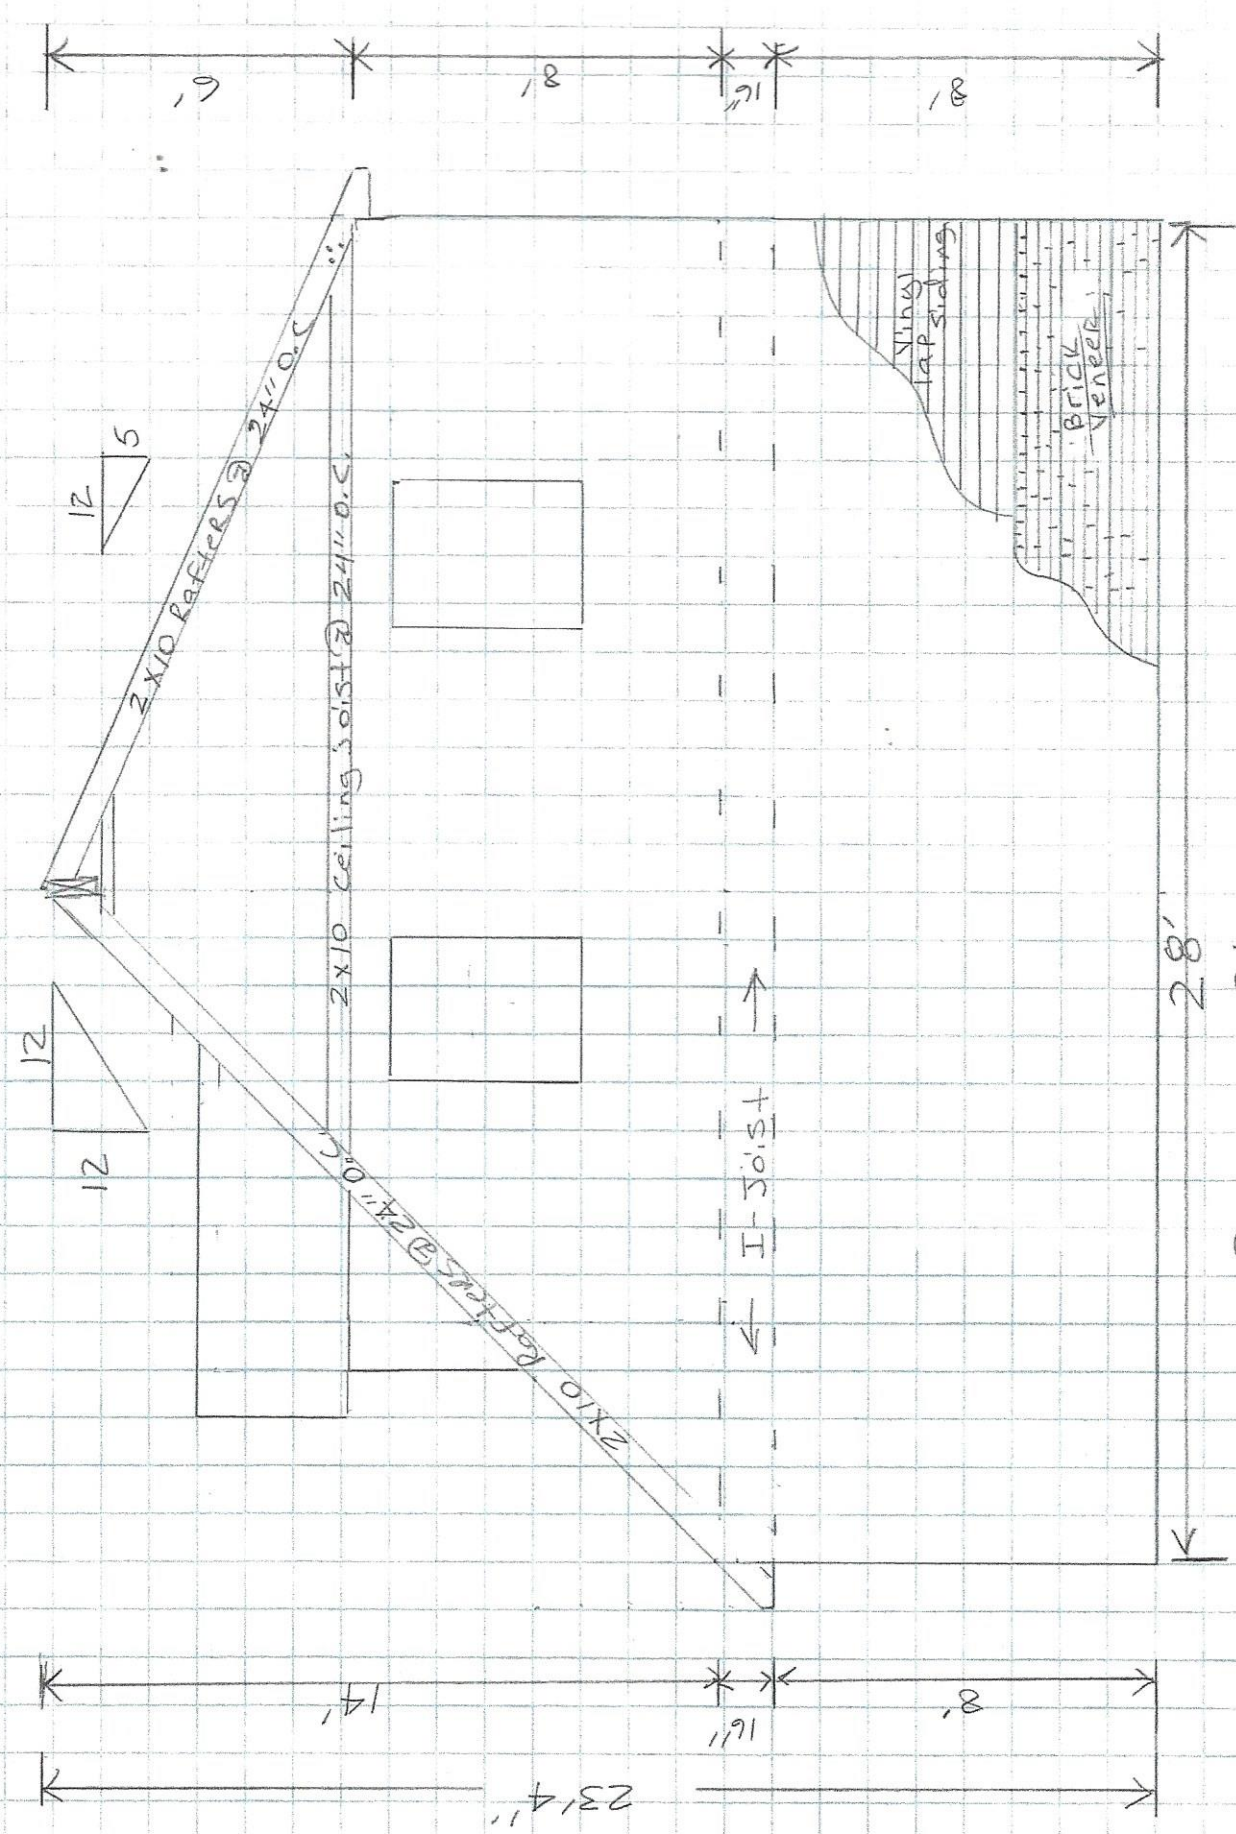 6'
8'
16"
8'
12
5
2x10 Rafters @ 24" O.C
2x10 Ceiling Joist @ 24" O.C.
12
12
2x10 Rafters @ 24" O.C.
Vinyl
lap siding
Brick
Veneer
I-Joist
14'
16"
8'
23'4"
28'